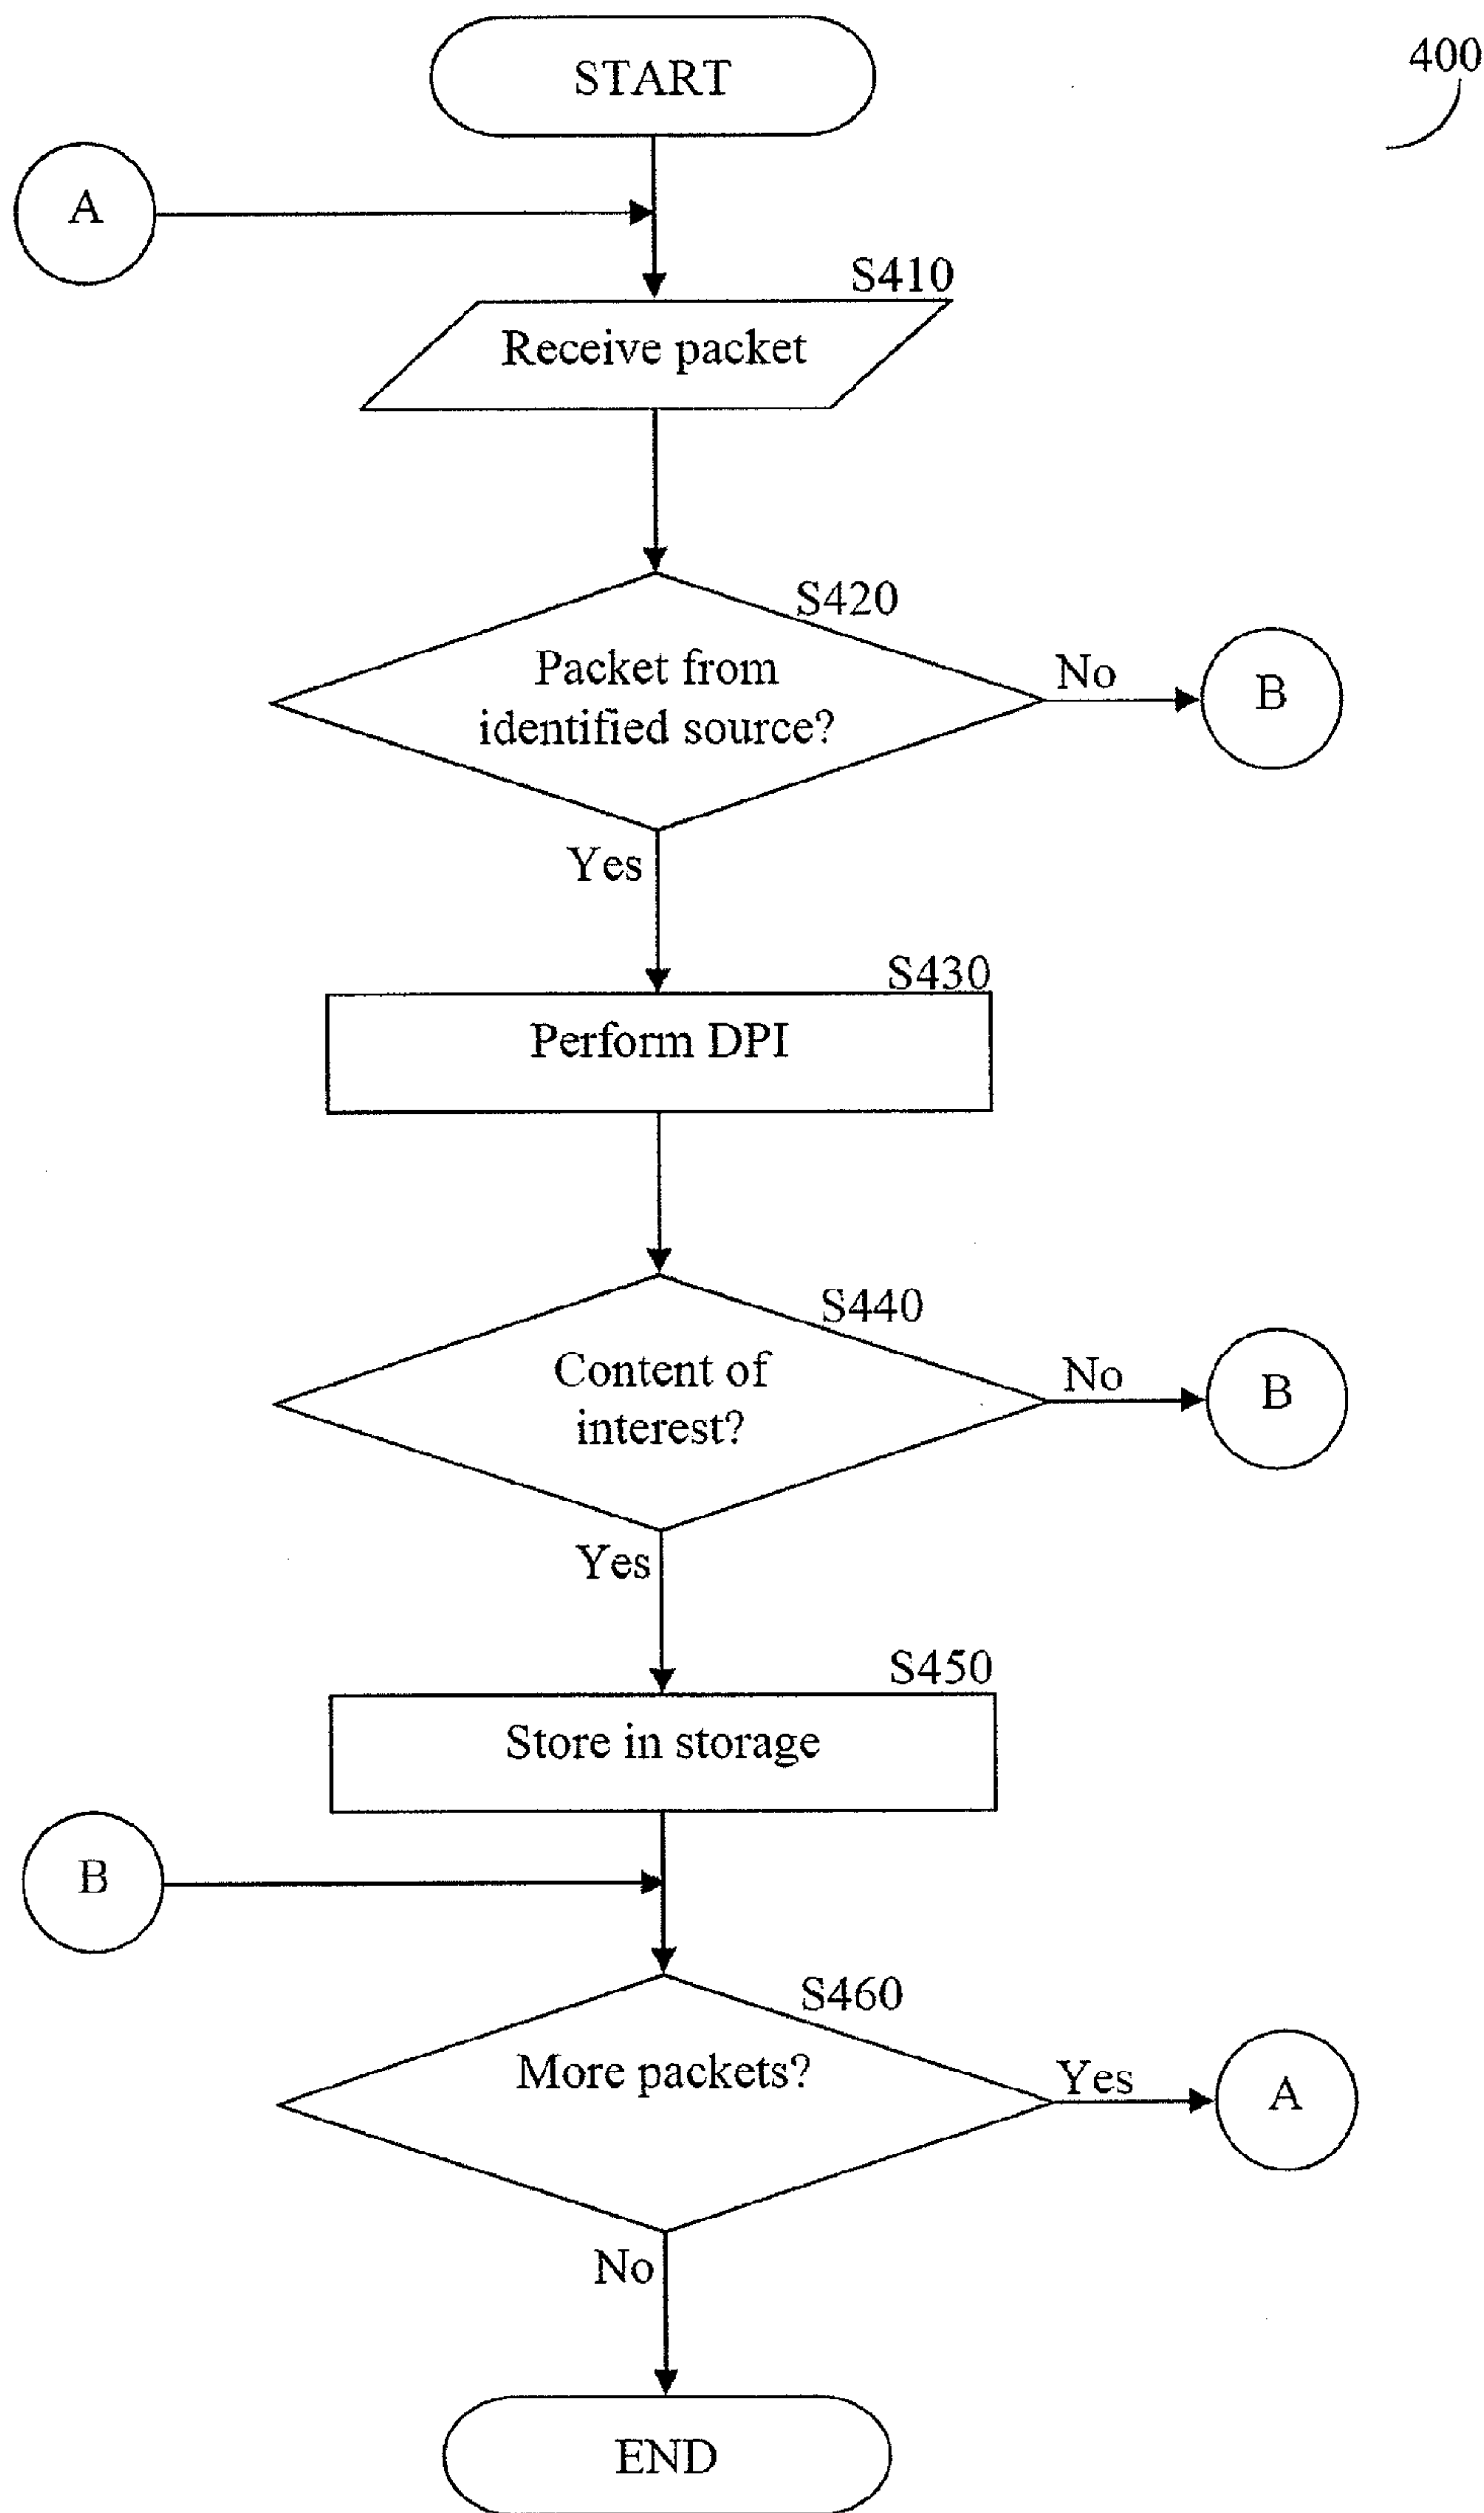 START
400
A
S410
Receive packet
S420
Packet from
identified source?
No
B
Yes
S430
Perform DPI
S440
Content of
interest?
No
B
Yes
S450
Store in storage
B
S460
More packets?
Yes
A
No
END